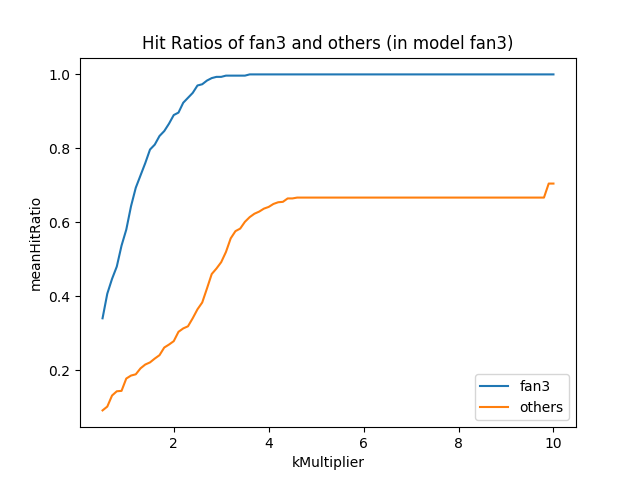 Hit Ratios of fan3 and others (in model fan3)
meanHitRatio
1.0
0.8
0.6
0.4
0.2
2
4
6
8
10
kMultiplier
fan3
others